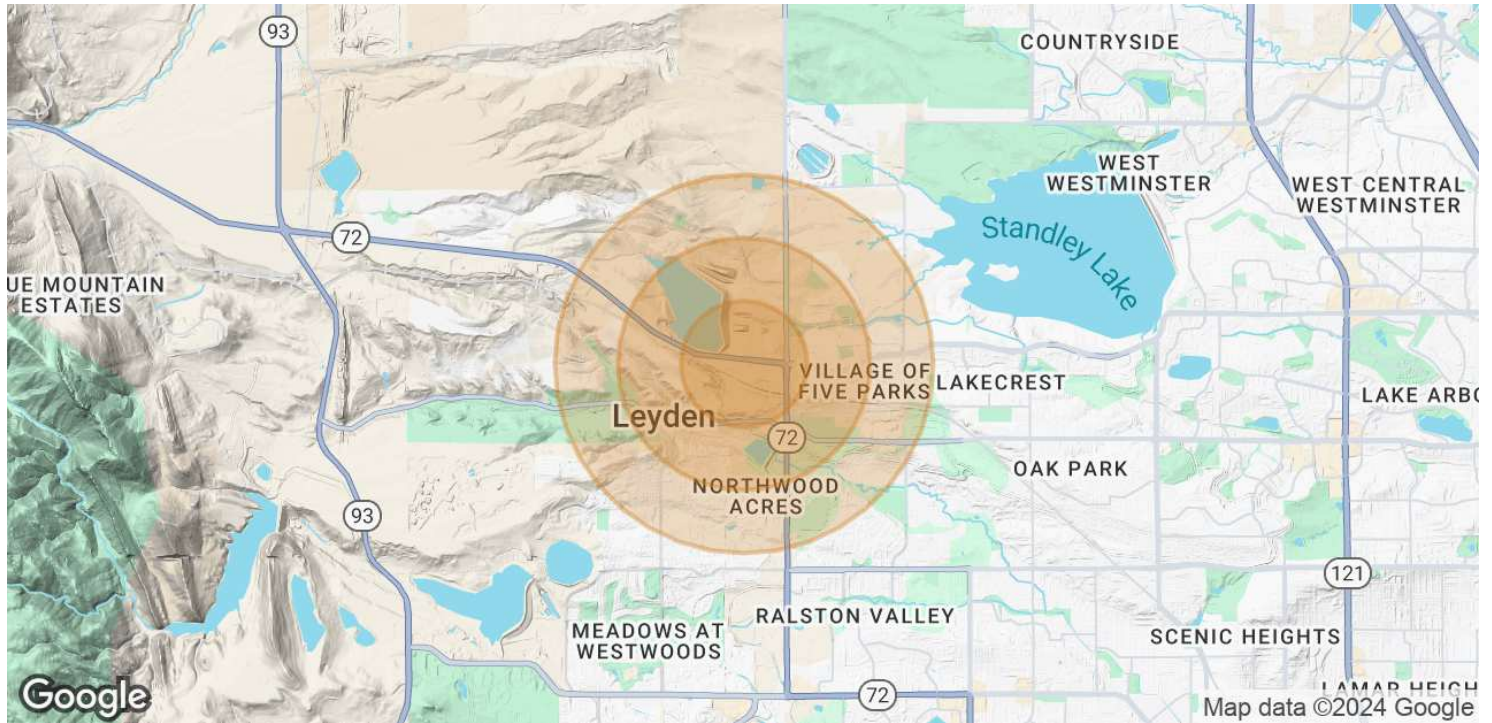 93
COUNTRYSIDE
WEST
WESTMINSTER
WEST CENTRAL
WESTMINSTER
Standley Lake
72
UE MOUNTAIN
ESTATES
VILLAGE OF
FIVE PARKS
LAKECREST
LAKE ARBO
Leyden
72
OAK PARK
NORTHWOOD
ACRES
93
121
RALSTON VALLEY
MEADOWS AT
WESTWOODS
SCENIC HEIGHTS
72
LAMAR HEIGH
Google
Map data ©2024 Google